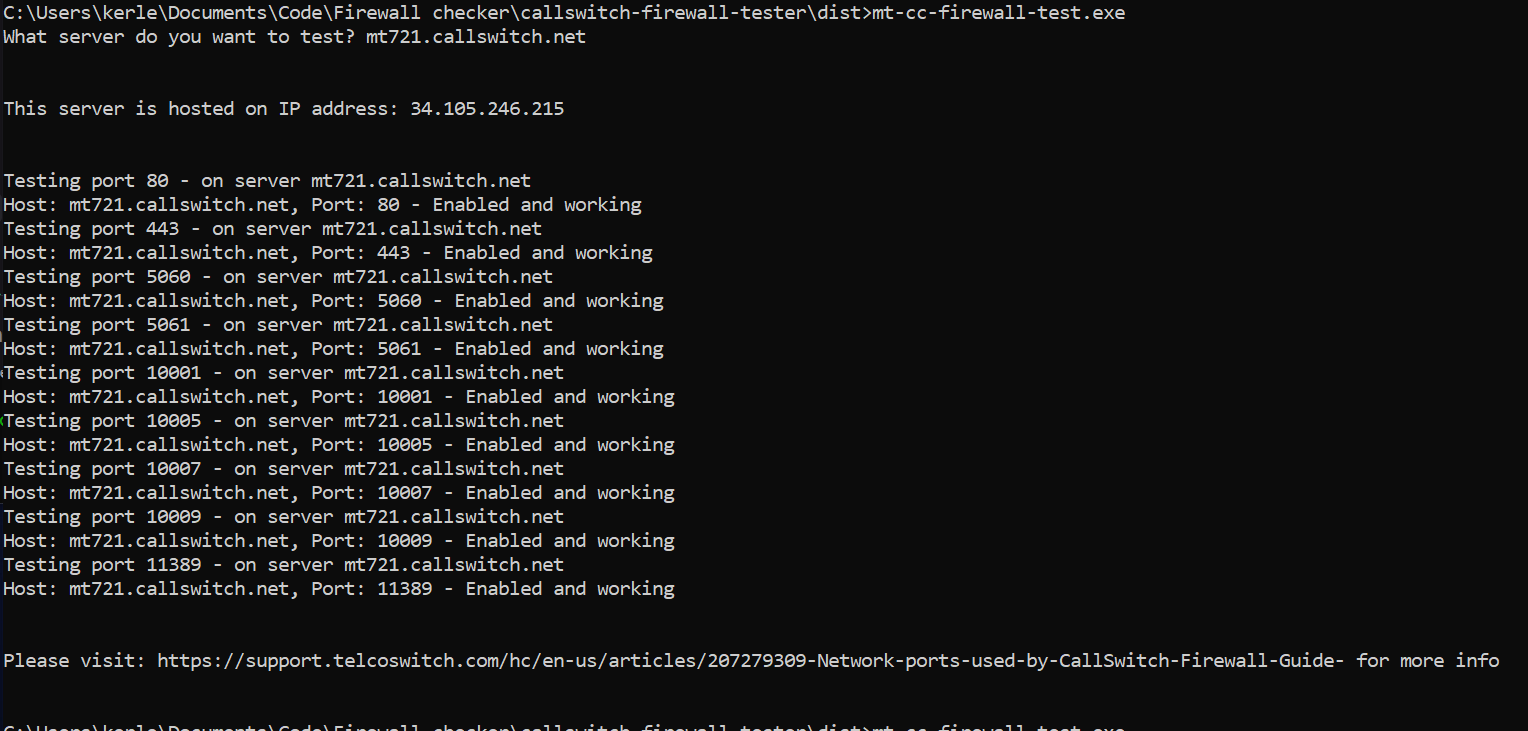 C:\Users\kerle\Documents\Code\Firewall checker\callswitch-firewall-tester\dist>mt-cc-firewall-test.exe
What server do you want to test? mt721.callswitch.net
This server is hosted on IP address: 34.105.246.215
Testing port 80 - on server mt721.callswitch.net
Host: mt721.callswitch.net, Port: 80 - Enabled and working
Testing port 443 - on server mt721.callswitch.net
Host: mt721.callswitch.net, Port: 443 - Enabled and working
Testing port 5060 - on server mt721.callswitch.net
Host: mt721.callswitch.net, Port: 5060 - Enabled and working
Testing port 5061 - on server mt721.callswitch.net
Host: mt721.callswitch.net, Port: 5061 - Enabled and working
Testing port 10001 - on server mt721.callswitch.net
Host: mt721.callswitch.net, Port: 10001 - Enabled and working
Testing port 10005 - on server mt721.callswitch.net
Host: mt721.callswitch.net, Port: 10005 - Enabled and working
Testing port 10007 - on server mt721.callswitch.net
Host: mt721.callswitch.net, Port: 10007 - Enabled and working
Testing port 10009 - on server mt721.callswitch.net
Host: mt721.callswitch.net, Port: 10009 - Enabled and working
Testing port 11389 - on server mt721.callswitch.net
Host: mt721.callswitch.net, Port: 11389 - Enabled and working
Please visit: https://support.telcoswitch.com/hc/en-us/articles/207279309-Network-ports-used-by-CallSwitch-Firewall-Guide- for more info
C:\Users\kerle\Documents\Code\Firewall checker\callswitch-firewall-tester\dist>mt-cc-firewall-test.exe